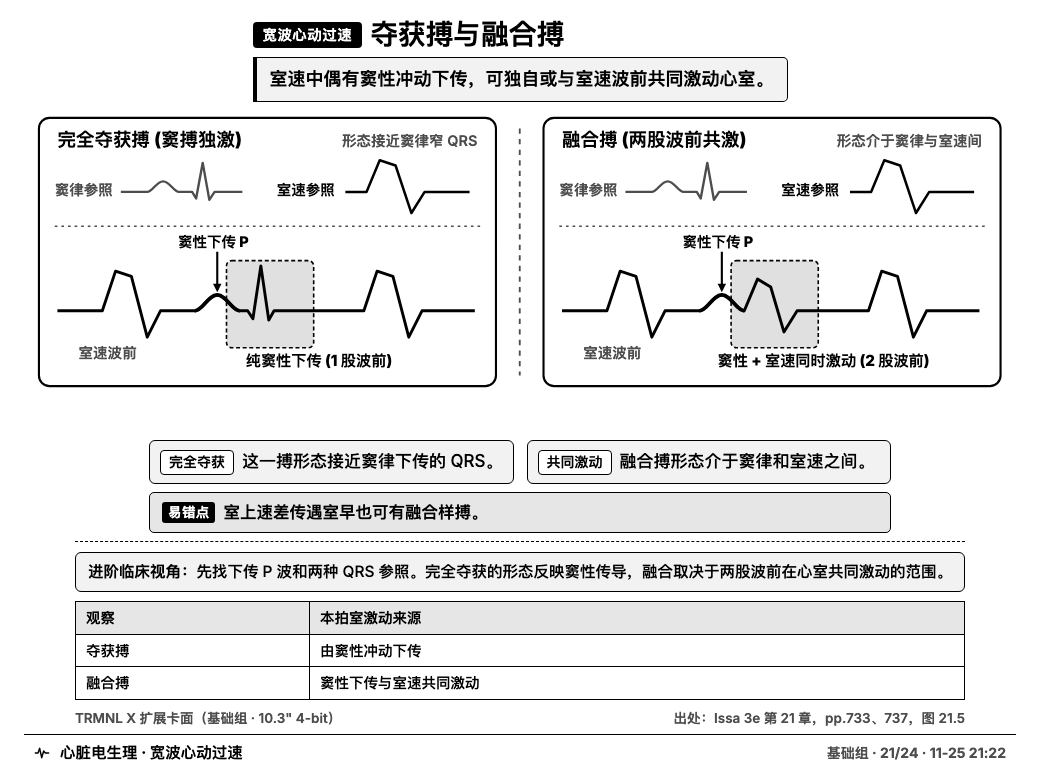 宽波心动过速 夺获搏与融合搏
室速中偶有窦性冲动下传，可独自或与室速波前共同激动心室。
完全夺获搏 (窦搏独激) 形态接近窦律窄 QRS
窦律参照 室速参照
窦性下传 P
室速波前
纯窦性下传 (1 股波前)
融合搏 (两股波前共激) 形态介于窦律与室速间
窦律参照 室速参照
窦性下传 P
室速波前
窦性 + 室速同时激动 (2 股波前)
完全夺获 这一搏形态接近窦律下传的 QRS。
共同激动 融合搏形态介于窦律和室速之间。
易错点 室上速差传遇室早也可有融合样搏。
进阶临床视角：先找下传 P 波和两种 QRS 参照。完全夺获的形态反映窦性传导，融合取决于两股波前在心室共同激动的范围。
观察 本拍室激动来源
夺获搏 由窦性冲动下传
融合搏 窦性下传与室速共同激动
TRMNL X 扩展卡面（基础组 · 10.3" 4-bit） 出处：Issa 3e 第 21 章，pp.733、737，图 21.5
心脏电生理 · 宽波心动过速 基础组 · 21/24 · 11-25 21:22